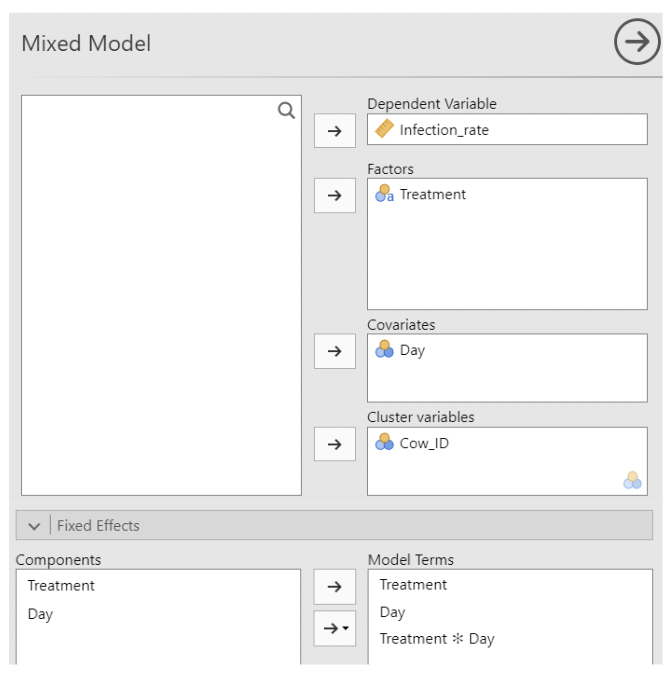 Mixed Model
Dependent Variable
Infection_rate
Factors
a Treatment
Covariates
Day
Cluster variables
Cow_ID
Fixed Effects
Components
Model Terms
Treatment
Treatment
Day
Day
Treatment ✻ Day